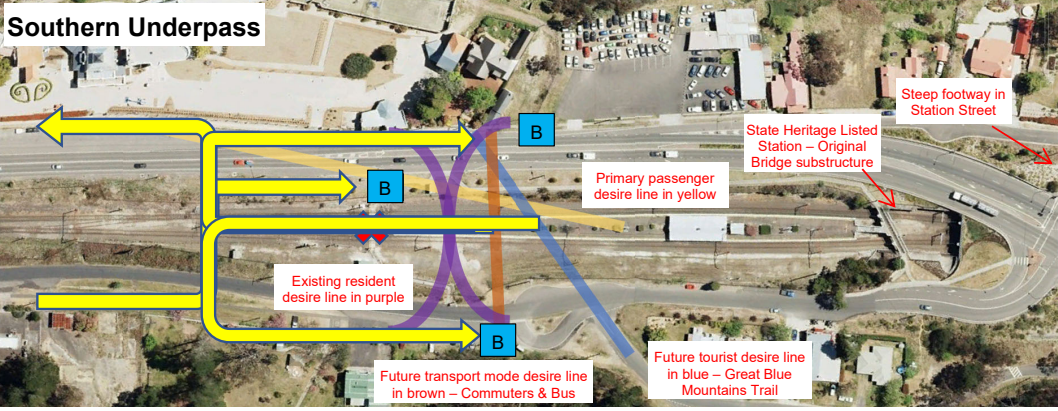 Southern Underpass
Steep footway in
Station Street
State Heritage Listed
Station – Original
Bridge substructure
B
Primary passenger
desire line in yellow
B
Existing resident
desire line in purple
B
Future transport mode desire line
in brown – Commuters & Bus
Future tourist desire line
in blue – Great Blue
Mountains Trail